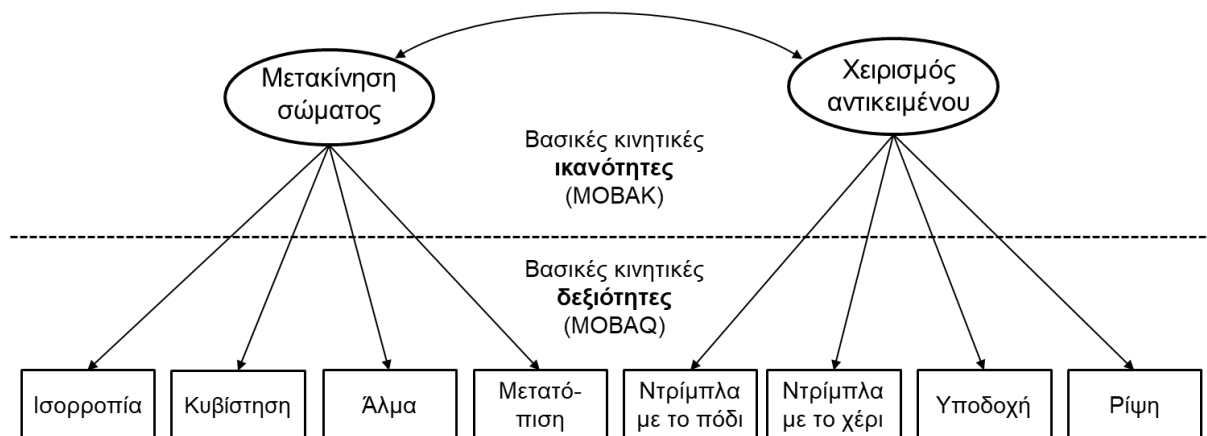 Μετακίνηση
σώματος
Χειρισμός
αντικειμένου
Βασικές κινητικές
ικανότητες
(MOBAK)
Βασικές κινητικές
δεξιότητες
(MOBAQ)
Ισορροπία
Κυβίστηση
Άλμα
Μετατό-
πιση
Ντρίμπλα
με το πόδι
Ντρίμπλα
με το χέρι
Υποδοχή
Ρίψη